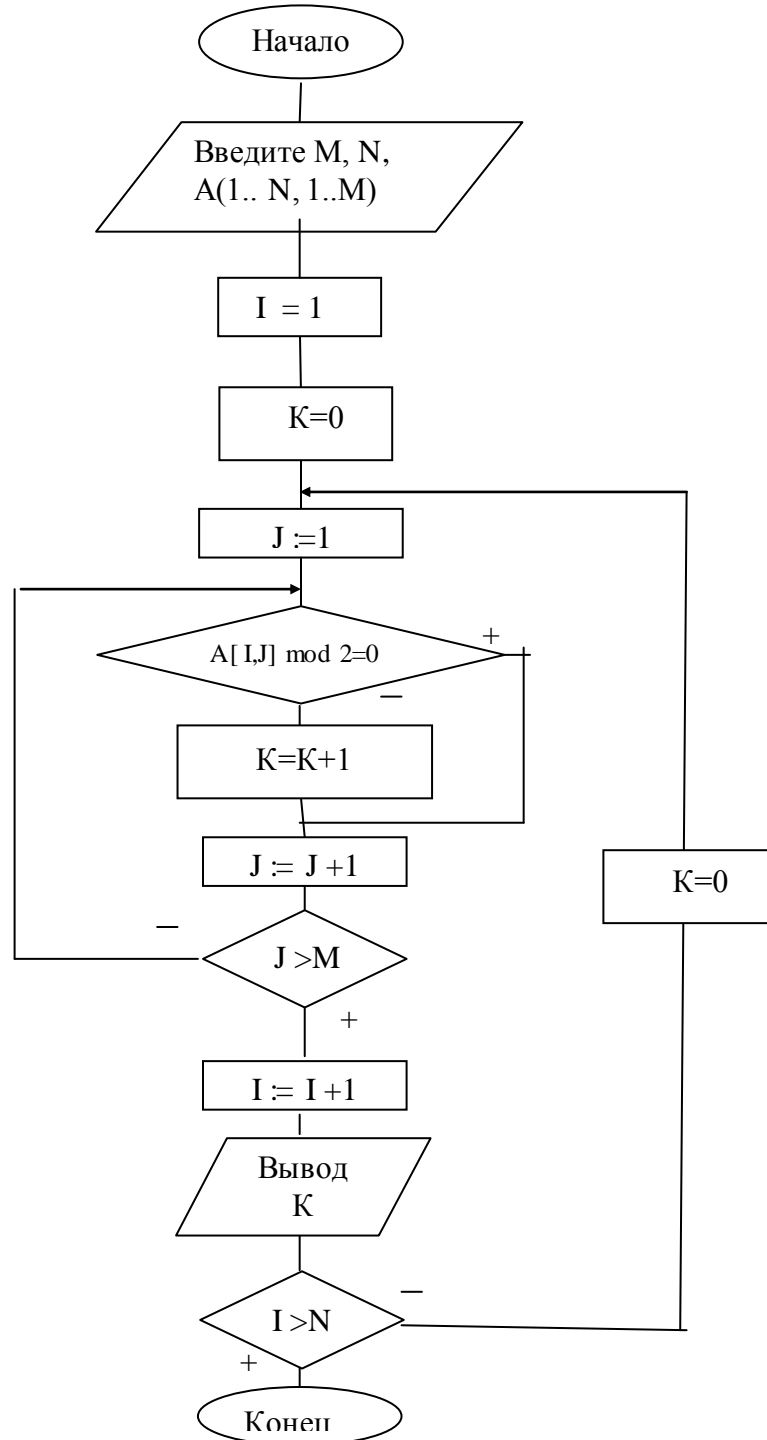 Начало
Введите M, N,
A(1.. N, 1..M)
I = 1
K=0
J :=1
A[ I,J] mod 2=0
+
–
K=K+1
J := J +1
K=0
–
J >M
+
I := I +1
Вывод
K
–
I >N
+
Конец